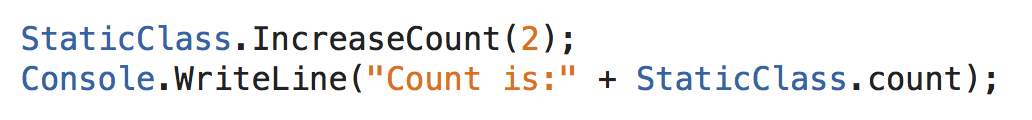 StaticClass.IncreaseCount(2);
Console.WriteLine("Count is:" + StaticClass.count);